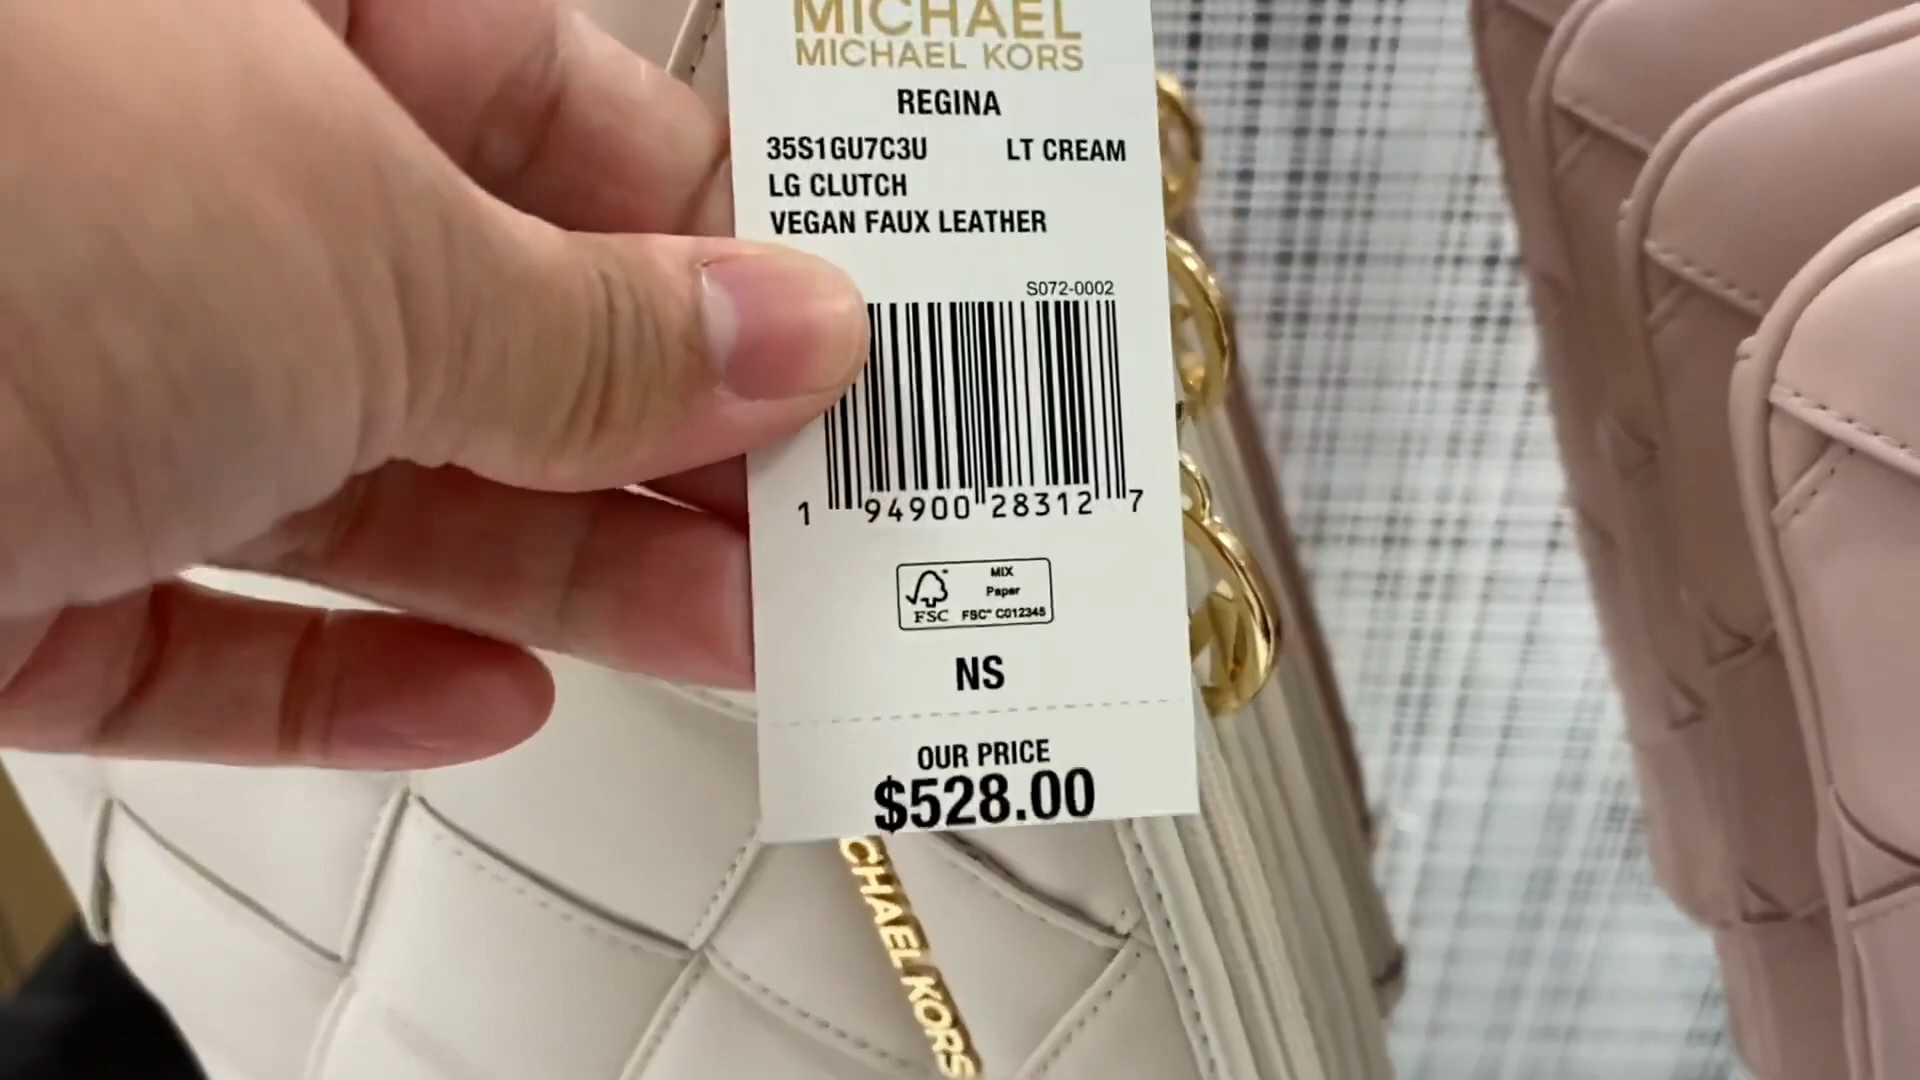 MICHAEL
MICHAEL KORS
REGINA
35S1GU7C3U LT CREAM
LG CLUTCH
VEGAN FAUX LEATHER
S072-0002
1 94900 28312 7
FSC MIX
Paper
FSC™ C012345
NS
OUR PRICE
$528.00
CHAEL KORS